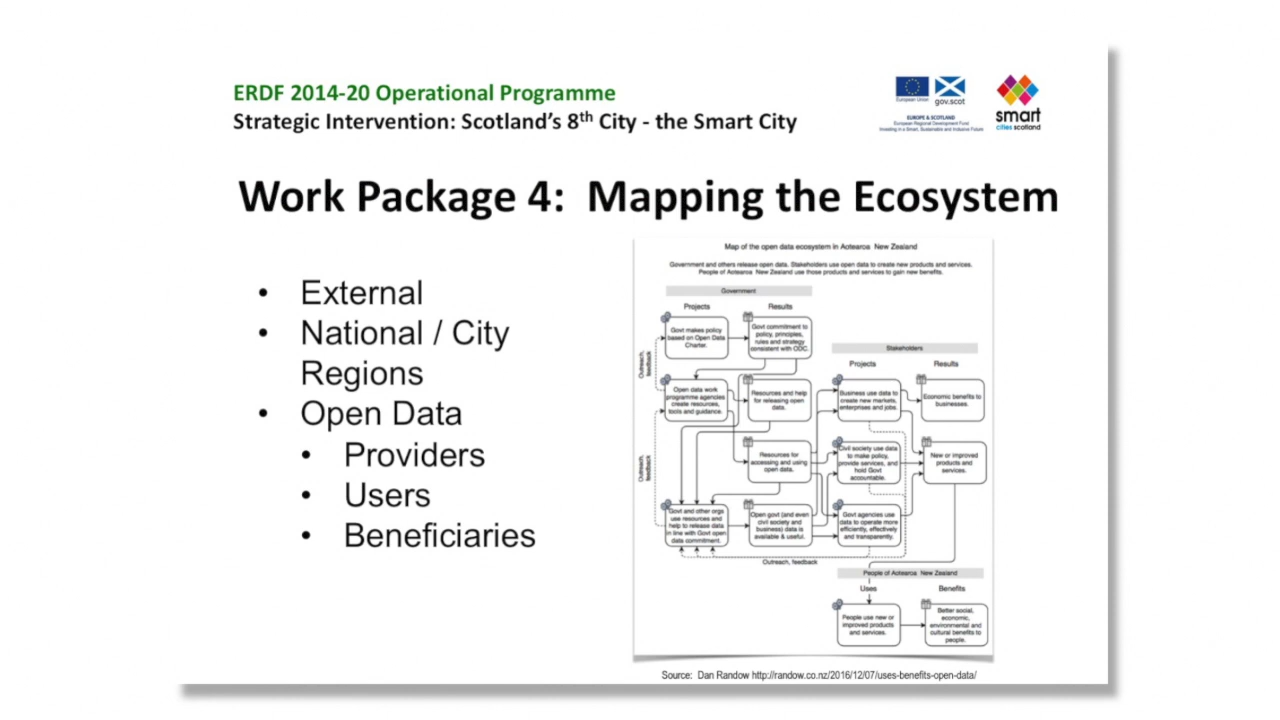 ERDF 2014-20 Operational Programme
Strategic Intervention: Scotland's 8th City - the Smart City
European Union
gov.scot
EUROPE & SCOTLAND
European Regional Development Fund
Investing in a Smart, Sustainable and Inclusive Future
smart
cities scotland
Work Package 4: Mapping the Ecosystem
• External
• National / City
Regions
• Open Data
• Providers
• Users
• Beneficiaries
Map of the open data ecosystem in Aotearoa New Zealand
Government and others release open data. Stakeholders use open data to create new products and services.
People of Aotearoa New Zealand use those products and services to gain new benefits.
Government
Projects
Results
Govt makes policy
based on Open Data
Charter.
Govt commitment to
policy, principles,
rules and strategy
consistent with ODC.
Outreach,
feedback
Stakeholders
Projects
Results
Open data work
programme agencies
create resources,
tools and guidance.
Resources and help
for releasing open
data.
Business use data to
create new markets,
enterprises and jobs.
Economic benefits to
businesses.
Outreach,
feedback
Resources for
accessing and using
open data.
Civil society use data
to make policy,
provide services, and
hold Govt
accountable.
New or improved
products and
services.
Govt and other orgs
use resources and
help to release data
in line with Govt open
data commitment.
Open govt (and even
civil society and
business) data is
available & useful.
Govt agencies use
data to operate more
efficiently, effectively
and transparently.
Outreach, feedback
People of Aotearoa New Zealand
Uses
Benefits
People use new or
improved products
and services.
Better social,
economic,
environmental and
cultural benefits to
people.
Source: Dan Randow http://randow.co.nz/2016/12/07/uses-benefits-open-data/